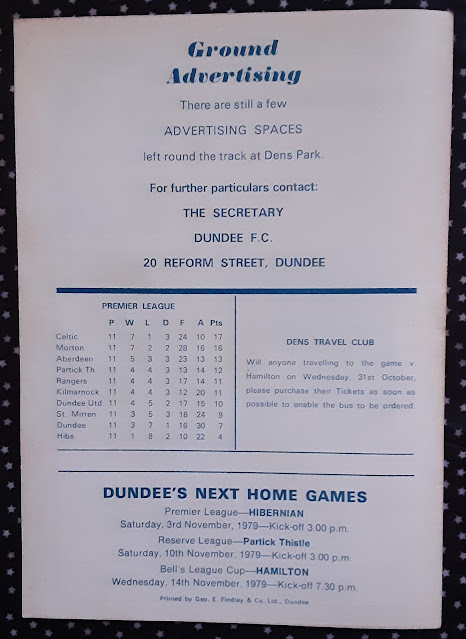 Ground
Advertising
There are still a few
ADVERTISING SPACES
left round the track at Dens Park.
For further particulars contact:
THE SECRETARY
DUNDEE F.C.
20 REFORM STREET, DUNDEE
PREMIER LEAGUE
P W L D F A Pts
Celtic 11 7 1 3 24 10 17
Morton 11 7 2 2 28 16 16
Aberdeen 11 5 3 3 23 13 13
Partick Th 11 4 3 13 14 12
Rangers 11 4 4 3 17 14 11
Kilmarnock 11 4 4 3 12 20 11
Dundee Utd 11 4 5 2 17 15 10
St. Mirren 11 3 5 3 18 24 9
Dundee 11 3 7 1 16 30 7
Hibs 11 1 8 2 10 22 4
DENS TRAVEL CLUB
Will anyone travelling to the game v
Hamilton on Wednesday, 31st October,
please purchase their Tickets as soon as
possible to enable the bus to be ordered.
DUNDEE'S NEXT HOME GAMES
Premier League—HIBERNIAN
Saturday, 3rd November, 1979—Kick-off 3.00 p.m.
Reserve League—Partick Thistle
Saturday, 10th November, 1979—Kick-off 3.00 p.m.
Bell's League Cup—HAMILTON
Wednesday, 14th November, 1979—Kick-off 7.30 p.m.
Printed by Geo. E. Findlay & Co. Ltd., Dundee